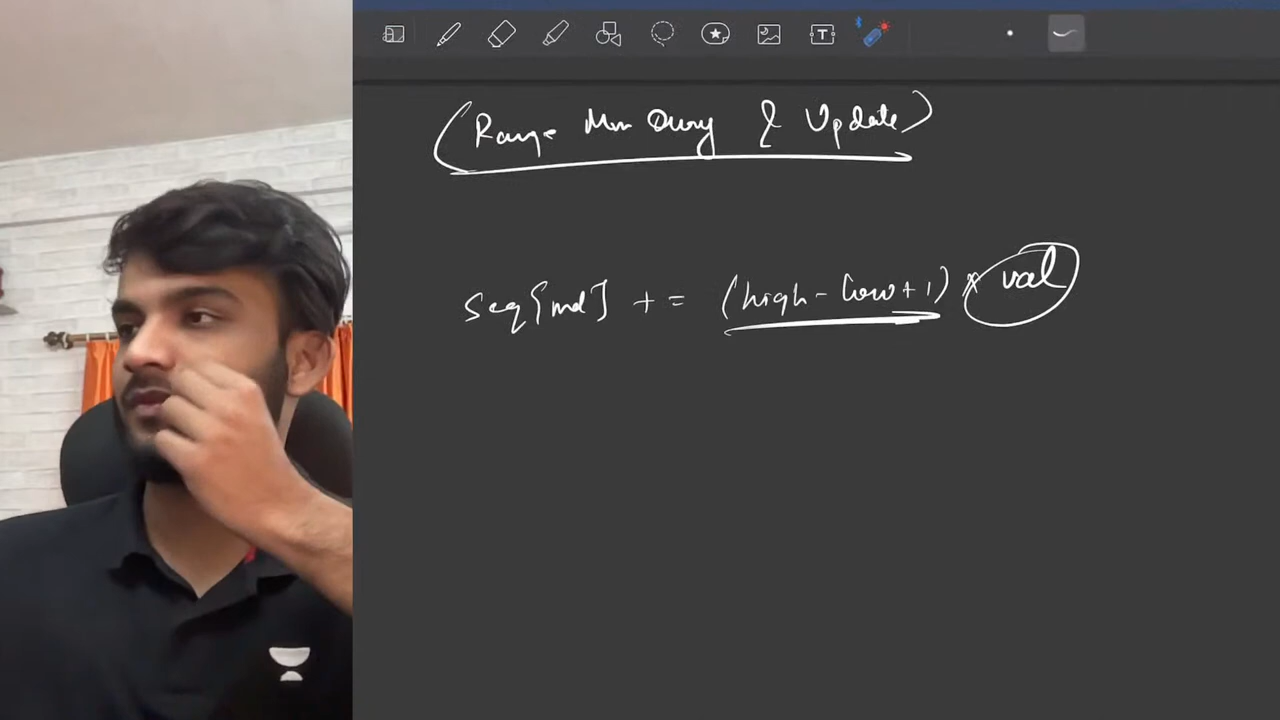 (Range Min Query & Update)
seg[ind] += (high - low + 1) × val
T